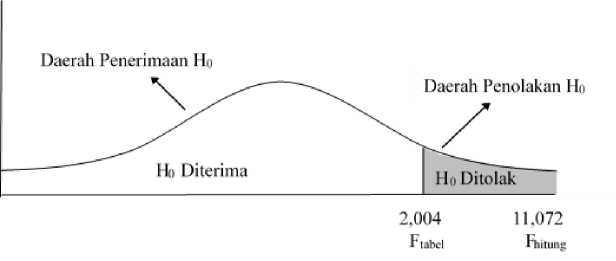 Daerah Penerimaan H₀
Daerah Penolakan H₀
H₀ Diterima
H₀ Ditolak
2,004 11,072
Ftabel Fhitung